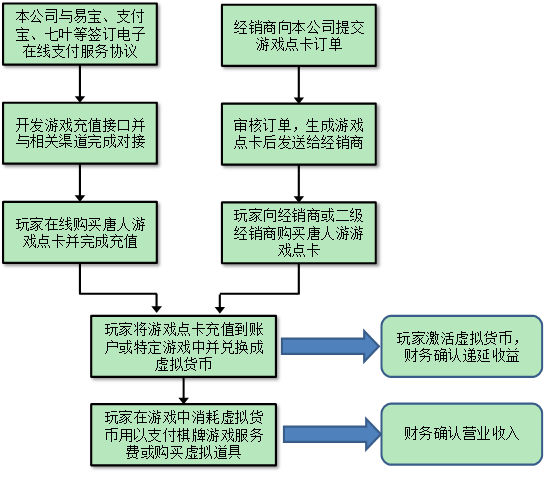 本公司与易宝、支付
宝、七叶等签订电子
在线支付服务协议
开发游戏充值接口并
与相关渠道完成对接
玩家在线购买唐人游
戏点卡并完成充值
经销商向本公司提交
游戏点卡订单
审核订单，生成游戏
点卡后发送给经销商
玩家向经销商或二级
经销商购买唐人游游
戏点卡
玩家将游戏点卡充值到账
户或特定游戏中并兑换成
虚拟货币
玩家激活虚拟货币，
财务确认递延收益
玩家在游戏中消耗虚拟货
币用以支付棋牌游戏服务
费或购买虚拟道具
财务确认营业收入